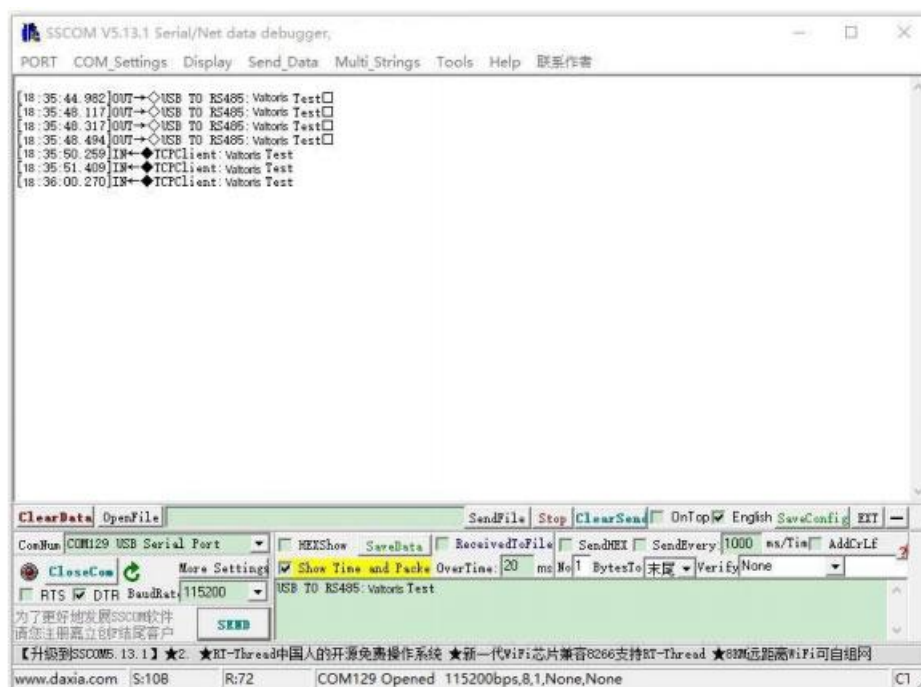 SSCOM V5.13.1 Serial/Net data debugger,
PORT COM_Settings Display Send_Data Multi_Strings Tools Help 联系作者
[18:35:44.982]OUT→◇USB TO RS485: Valtoris Test□
[18:35:48.117]OUT→◇USB TO RS485: Valtoris Test□
[18:35:48.317]OUT→◇USB TO RS485: Valtoris Test□
[18:35:48.494]OUT→◇USB TO RS485: Valtoris Test□
[18:35:50.259]IN←◆TCPClient: Valtoris Test
[18:35:51.409]IN←◆TCPClient: Valtoris Test
[18:36:00.270]IN←◆TCPClient: Valtoris Test
ClearData OpenFile SendFile Stop ClearSend OnTop English SaveConfig EXT —
ComNum COM129 USB Serial Port HEXShow SaveData ReceivedToFile SendHEX SendEvery: 1000 ms/Tim AddCrLf
CloseCom More Settings Show Time and Packe OverTime: 20 ms No 1 BytesTo 末尾 Verify None
RTS DTR BaudRat: 115200 USB TO RS485: Valtoris Test
为了更好地发展SSCOM软件
请您注册嘉立创F结尾客户
SEND
【升级到SSCOM5.13.1】★2. ★RT-Thread中国人的开源免费操作系统 ★新一代WiFi芯片兼容8266支持RT-Thread ★8KM远距离WiFi可自组网
www.daxia.com S:108 R:72 COM129 Opened 115200bps,8,1,None,None